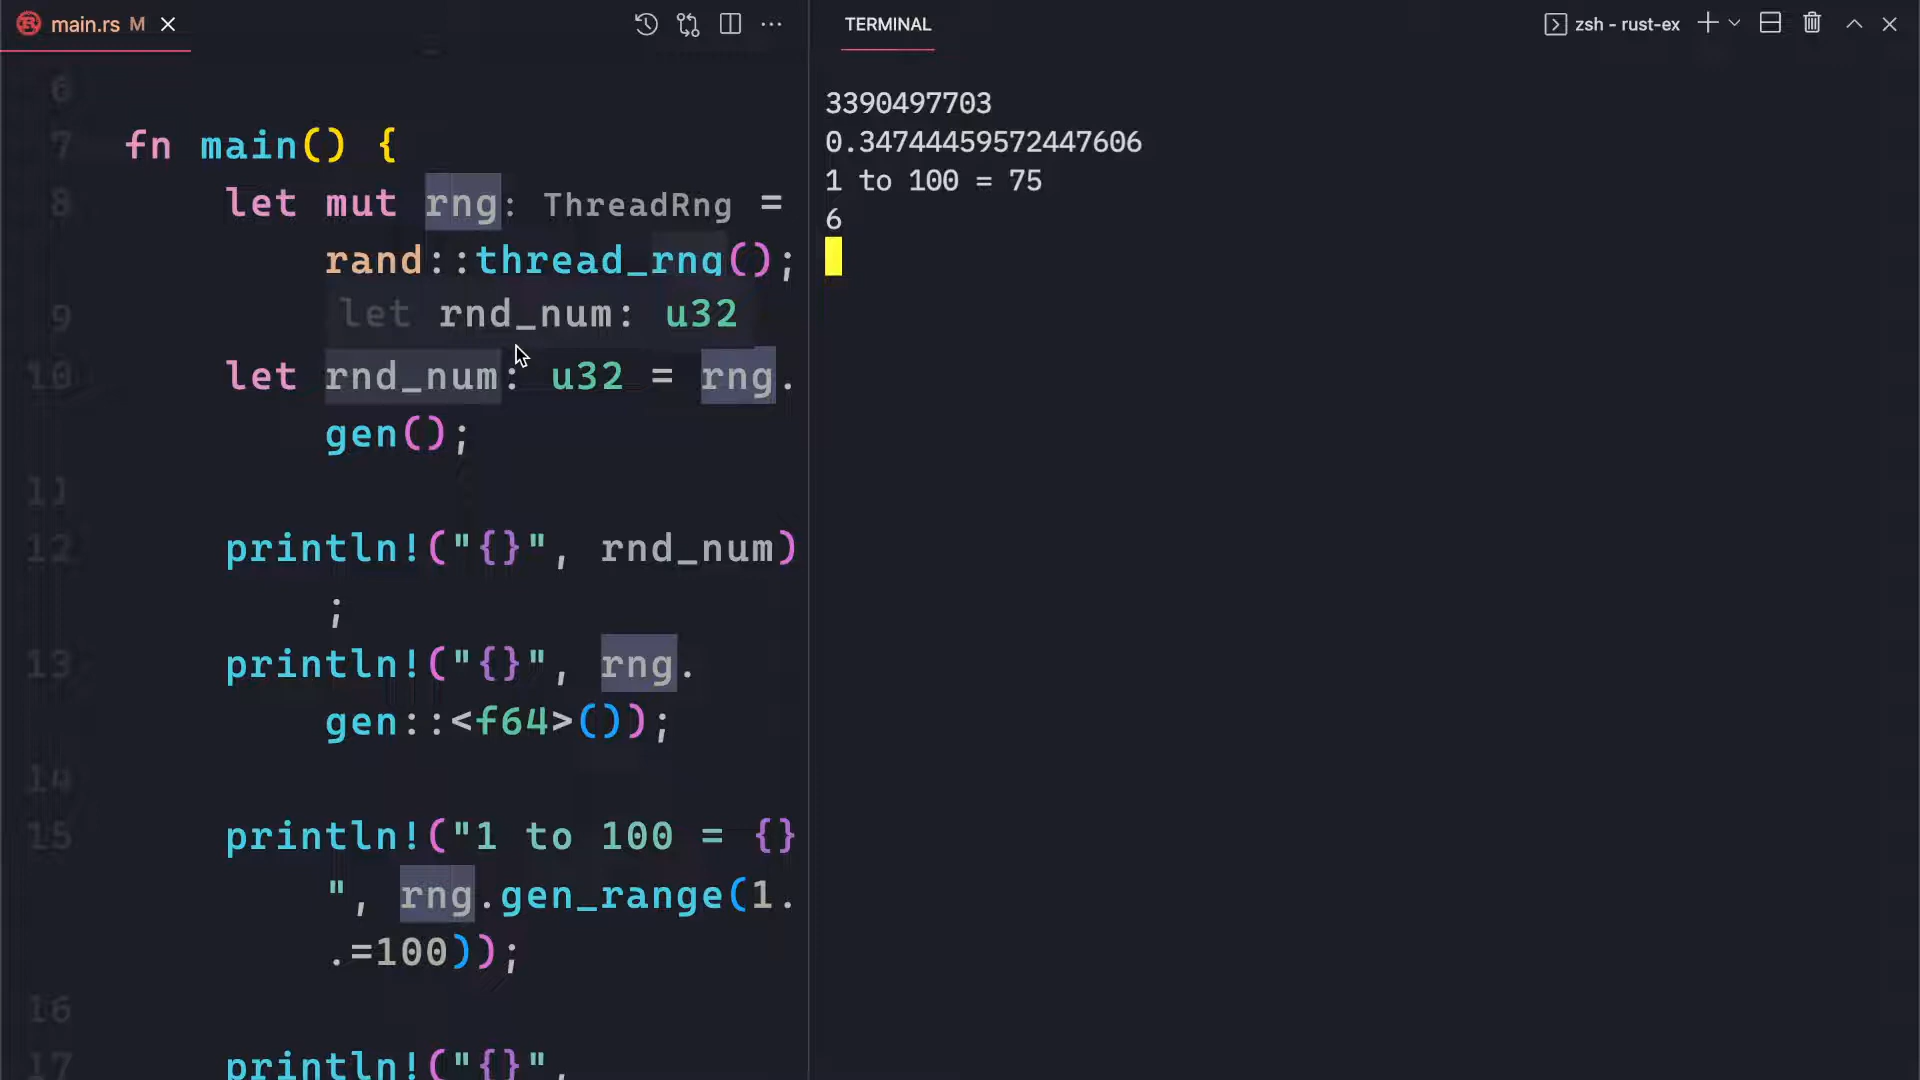 main.rs M
TERMINAL
zsh - rust-ex
6
7 fn main() {
8 let mut rng: ThreadRng =
rand::thread_rng();
9 let rnd_num: u32
10 let rnd_num: u32 = rng.
gen();
11
12 println!("{}", rnd_num)
;
13 println!("{}", rng.
gen::<f64>());
14
15 println!("1 to 100 = {}
", rng.gen_range(1.
.=100));
16
17 println!("{}",
3390497703
0.34744459572447606
1 to 100 = 75
6